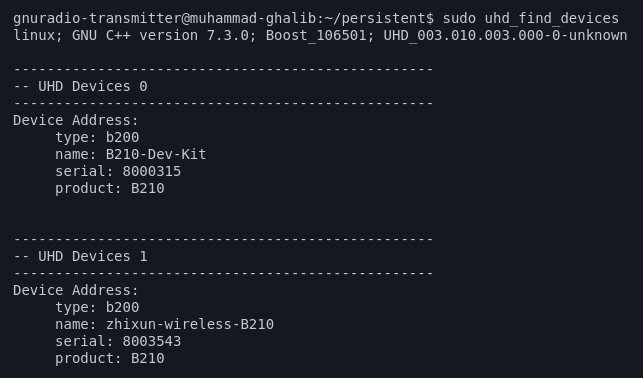 gnuradio-transmitter@muhammad-ghalib:~/persistent$ sudo uhd_find_devices
linux; GNU C++ version 7.3.0; Boost_106501; UHD_003.010.003.000-0-unknown
--------------------------------------------------
-- UHD Devices 0
--------------------------------------------------
Device Address:
type: b200
name: B210-Dev-Kit
serial: 8000315
product: B210
--------------------------------------------------
-- UHD Devices 1
--------------------------------------------------
Device Address:
type: b200
name: zhixun-wireless-B210
serial: 8003543
product: B210